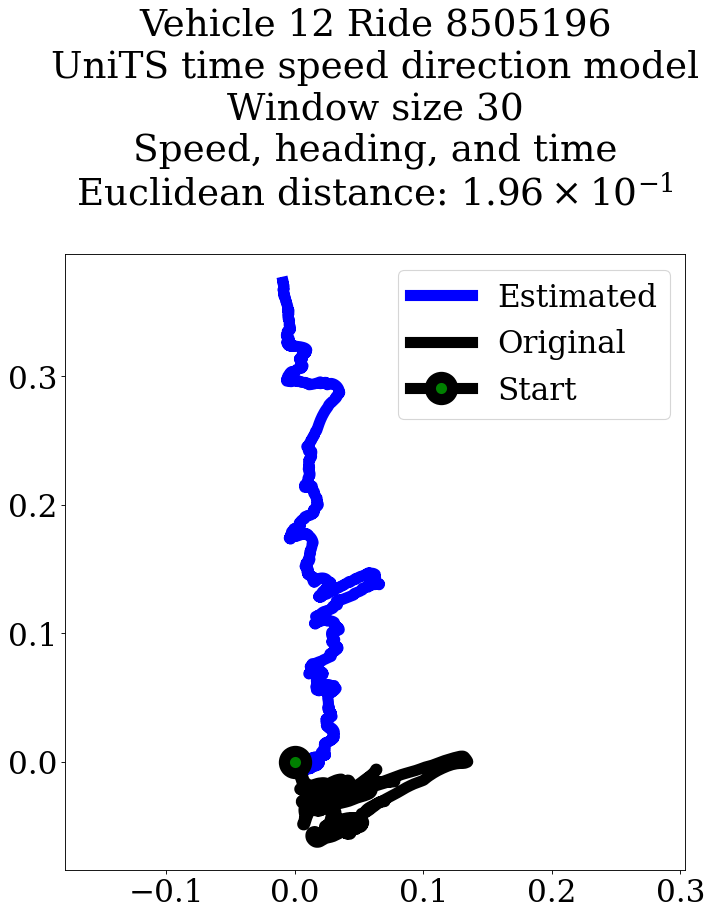 Vehicle 12 Ride 8505196
UniTS time speed direction model
Window size 30
Speed, heading, and time
Euclidean distance: 1.96 × 10⁻¹
Estimated
Original
Start
0.3
0.2
0.1
0.0
−0.1 0.0 0.1 0.2 0.3